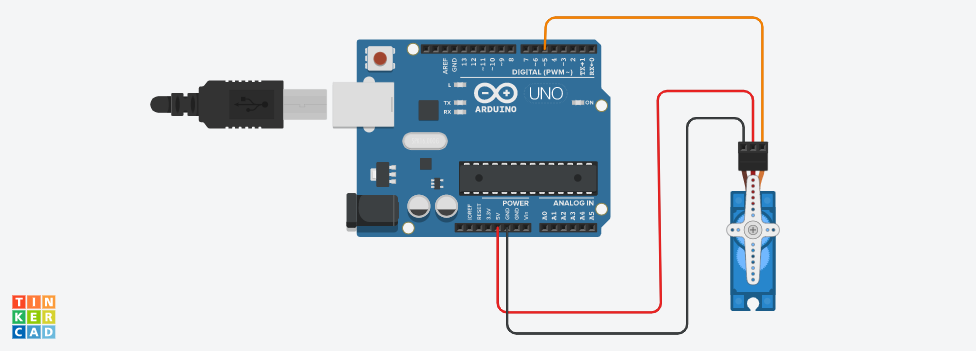 AREF
GND
13
12
~11
~10
~9
8
7
~6
~5
4
~3
2
TX→1
RX←0
DIGITAL (PWM ~)
L
TX
RX
UNO
ARDUINO
ON
POWER
ANALOG IN
IOREF
RESET
3.3V
5V
GND
GND
Vin
A0
A1
A2
A3
A4
A5
TIN
KER
CAD